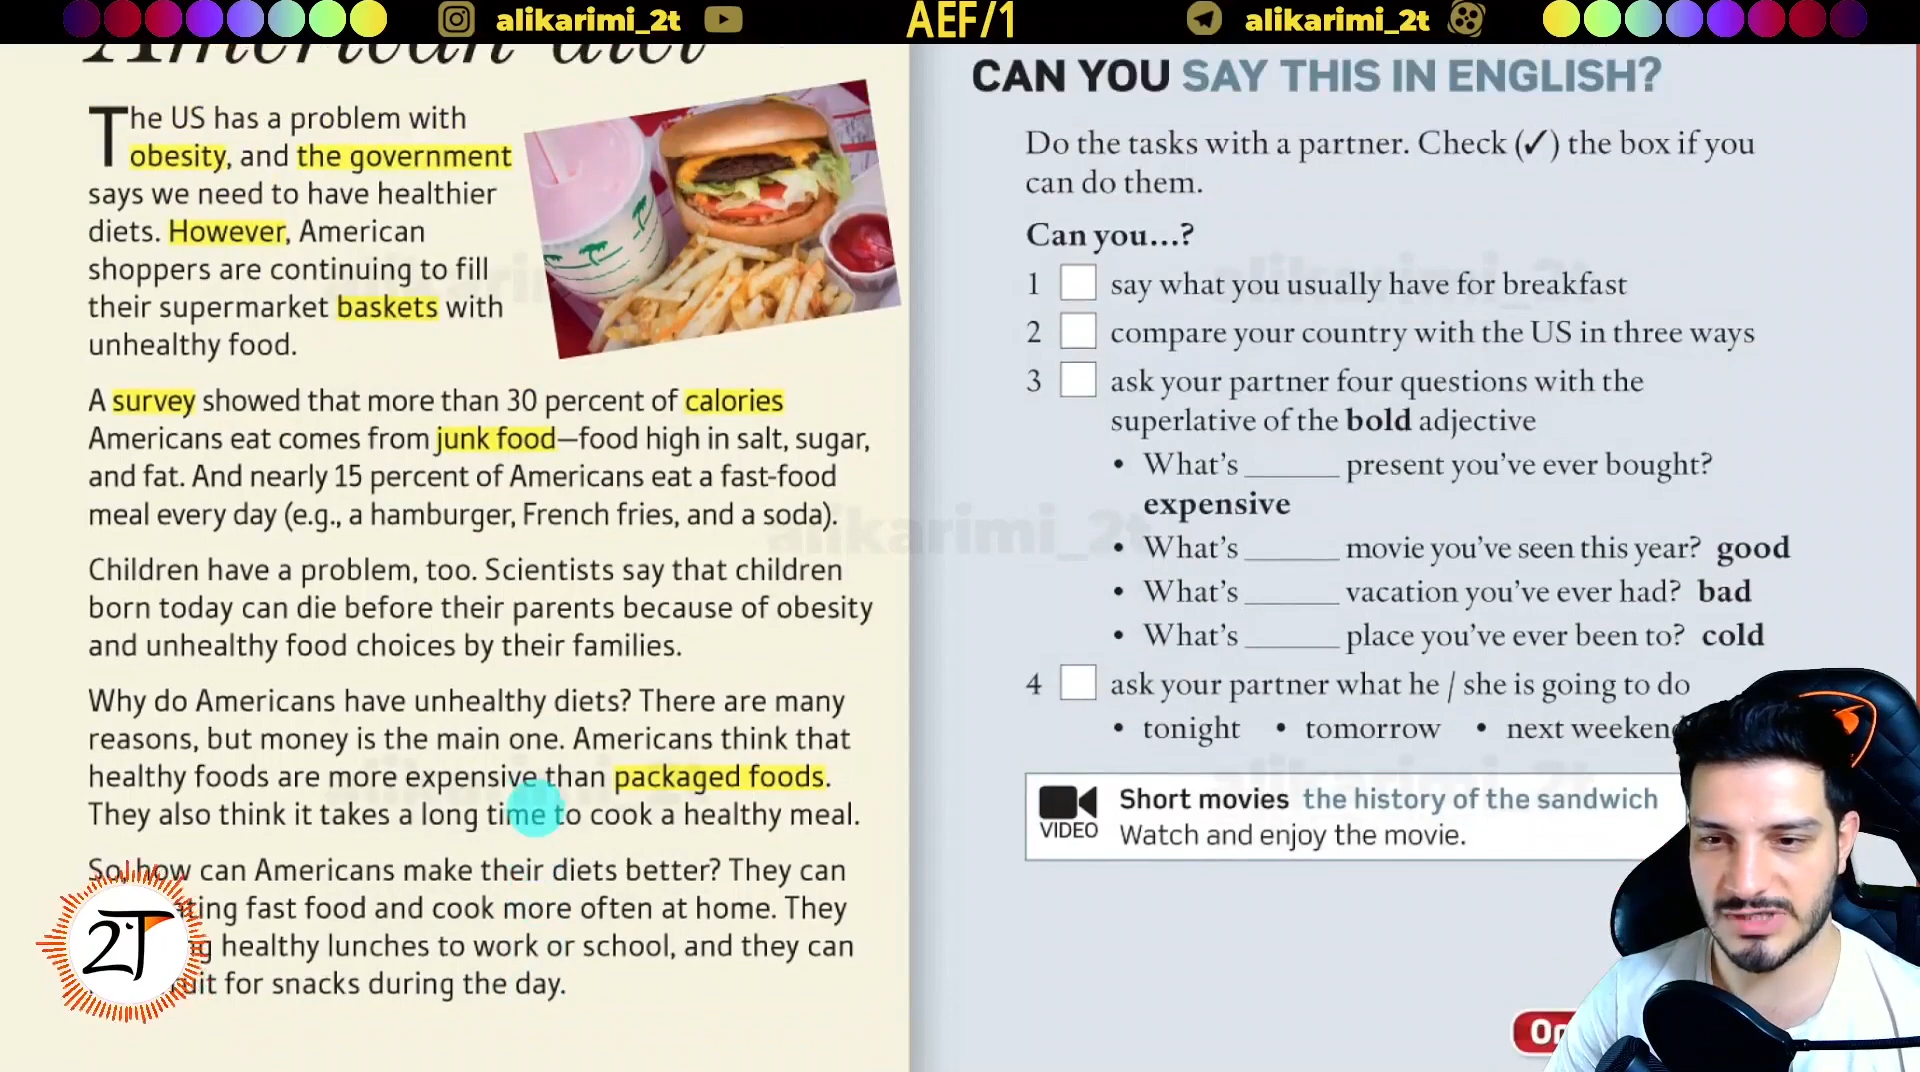 alikarimi_2t
AEF/1
alikarimi_2t
American diet
The US has a problem with
obesity, and the government
says we need to have healthier
diets. However, American
shoppers are continuing to fill
their supermarket baskets with
unhealthy food.
A survey showed that more than 30 percent of calories
Americans eat comes from junk food—food high in salt, sugar,
and fat. And nearly 15 percent of Americans eat a fast-food
meal every day (e.g., a hamburger, French fries, and a soda).
Children have a problem, too. Scientists say that children
born today can die before their parents because of obesity
and unhealthy food choices by their families.
Why do Americans have unhealthy diets? There are many
reasons, but money is the main one. Americans think that
healthy foods are more expensive than packaged foods.
They also think it takes a long time to cook a healthy meal.
So, how can Americans make their diets better? They can
fast food and cook more often at home. They
healthy lunches to work or school, and they can
for snacks during the day.
2T
CAN YOU SAY THIS IN ENGLISH?
Do the tasks with a partner. Check (✓) the box if you
can do them.
Can you...?
1 say what you usually have for breakfast
2 compare your country with the US in three ways
3 ask your partner four questions with the
superlative of the bold adjective
• What's ______ present you've ever bought?
expensive
• What's ______ movie you've seen this year? good
• What's ______ vacation you've ever had? bad
• What's ______ place you've ever been to? cold
4 ask your partner what he / she is going to do
• tonight • tomorrow • next weekend
VIDEO
Short movies the history of the sandwich
Watch and enjoy the movie.
alikarimi_2t